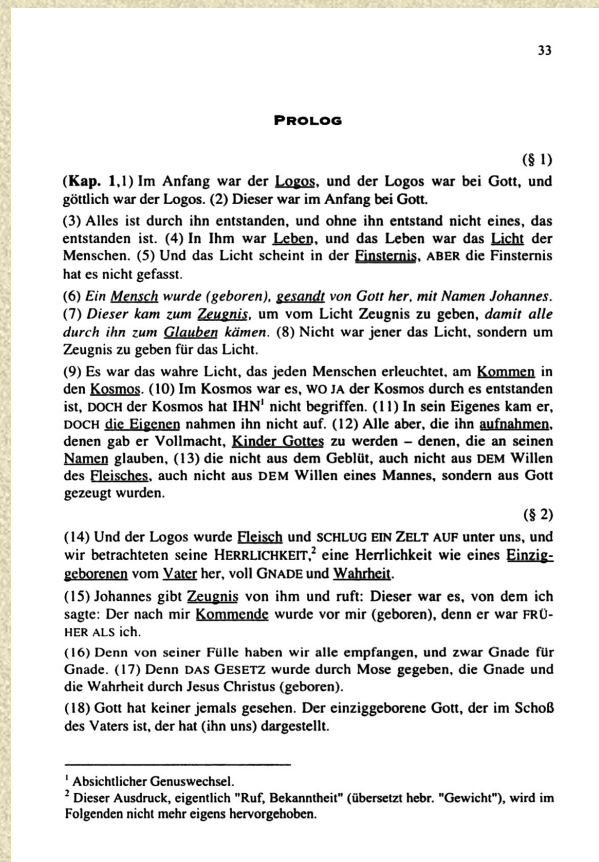 33
PROLOG
(§ 1)
(Kap. 1,1) Im Anfang war der Logos, und der Logos war bei Gott, und
göttlich war der Logos. (2) Dieser war im Anfang bei Gott.
(3) Alles ist durch ihn entstanden, und ohne ihn entstand nicht eines, das
entstanden ist. (4) In Ihm war Leben, und das Leben war das Licht der
Menschen. (5) Und das Licht scheint in der Finsternis, ABER die Finsternis
hat es nicht gefasst.
(6) Ein Mensch wurde (geboren), gesandt von Gott her, mit Namen Johannes.
(7) Dieser kam zum Zeugnis, um vom Licht Zeugnis zu geben, damit alle
durch ihn zum Glauben kämen. (8) Nicht war jener das Licht, sondern um
Zeugnis zu geben für das Licht.
(9) Es war das wahre Licht, das jeden Menschen erleuchtet, am Kommen in
den Kosmos. (10) Im Kosmos war es, WO JA der Kosmos durch es entstanden
ist, DOCH der Kosmos hat IHN¹ nicht begriffen. (11) In sein Eigenes kam er,
DOCH die Eigenen nahmen ihn nicht auf. (12) Alle aber, die ihn aufnahmen,
denen gab er Vollmacht, Kinder Gottes zu werden – denen, die an seinen
Namen glauben, (13) die nicht aus dem Geblüt, auch nicht aus DEM Willen
des Fleisches, auch nicht aus DEM Willen eines Mannes, sondern aus Gott
gezeugt wurden.
(§ 2)
(14) Und der Logos wurde Fleisch und SCHLUG EIN ZELT AUF unter uns, und
wir betrachteten seine HERRLICHKEIT,² eine Herrlichkeit wie eines Einzig-
geborenen vom Vater her, voll GNADE und Wahrheit.
(15) Johannes gibt Zeugnis von ihm und ruft: Dieser war es, von dem ich
sagte: Der nach mir Kommende wurde vor mir (geboren), denn er war FRÜ-
HER ALS ich.
(16) Denn von seiner Fülle haben wir alle empfangen, und zwar Gnade für
Gnade. (17) Denn DAS GESETZ wurde durch Mose gegeben, die Gnade und
die Wahrheit durch Jesus Christus (geboren).
(18) Gott hat keiner jemals gesehen. Der einziggeborene Gott, der im Schoß
des Vaters ist, der hat (ihn uns) dargestellt.
¹ Absichtlicher Genuswechsel.
² Dieser Ausdruck, eigentlich "Ruf, Bekanntheit" (übersetzt hebr. "Gewicht"), wird im
Folgenden nicht mehr eigens hervorgehoben.